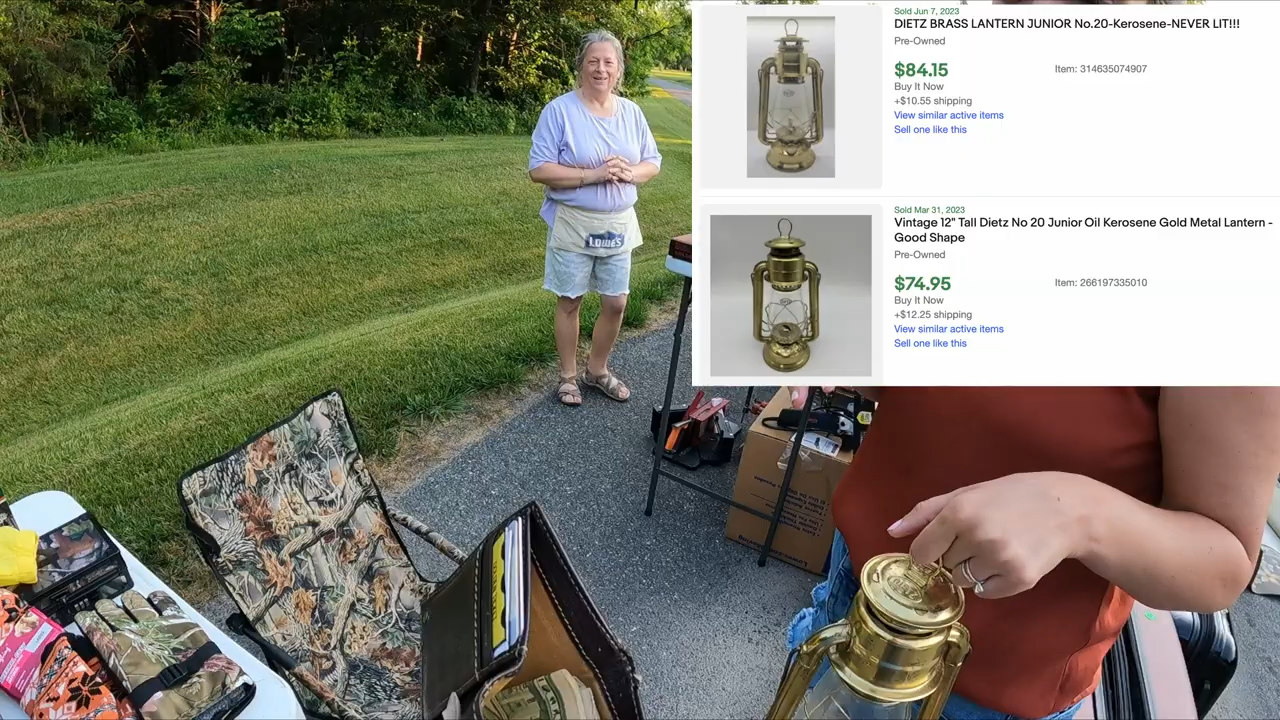 Sold Jun 7, 2023
DIETZ BRASS LANTERN JUNIOR No.20-Kerosene-NEVER LIT!!!
Pre-Owned
$84.15
Item: 314635074907
Buy It Now
+$10.55 shipping
View similar active items
Sell one like this
Sold Mar 31, 2023
Vintage 12" Tall Dietz No 20 Junior Oil Kerosene Gold Metal Lantern -
Good Shape
Pre-Owned
$74.95
Item: 266197335010
Buy It Now
+$12.25 shipping
View similar active items
Sell one like this
LOWE'S